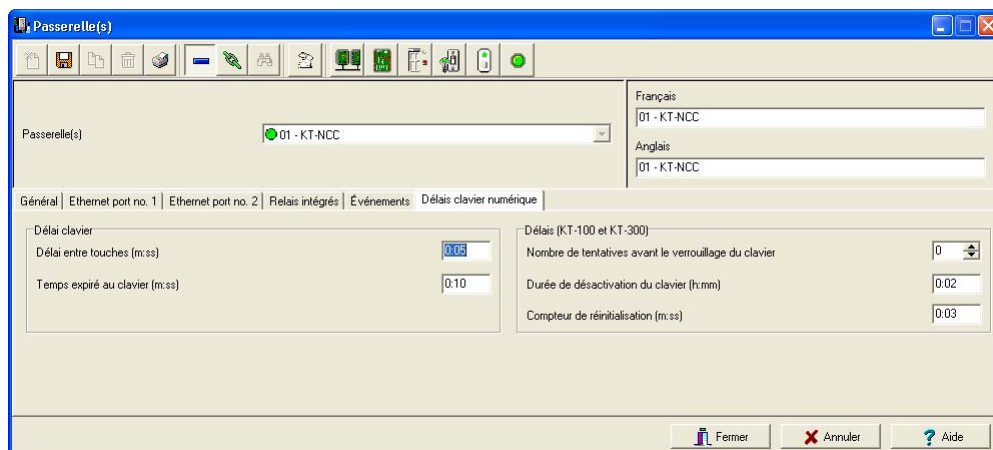 Passerelle(s)
Français
01 - KT-NCC
Passerelle(s) 01 - KT-NCC
Anglais
01 - KT-NCC
Général Ethernet port no. 1 Ethernet port no. 2 Relais intégrés Événements Délais clavier numérique
Délai clavier
Délai entre touches (m:ss) 0:05
Temps expiré au clavier (m:ss) 0:10
Délais (KT-100 et KT-300)
Nombre de tentatives avant le verrouillage du clavier 0
Durée de désactivation du clavier (h:mm) 0:02
Compteur de réinitialisation (m:ss) 0:03
Fermer Annuler ? Aide